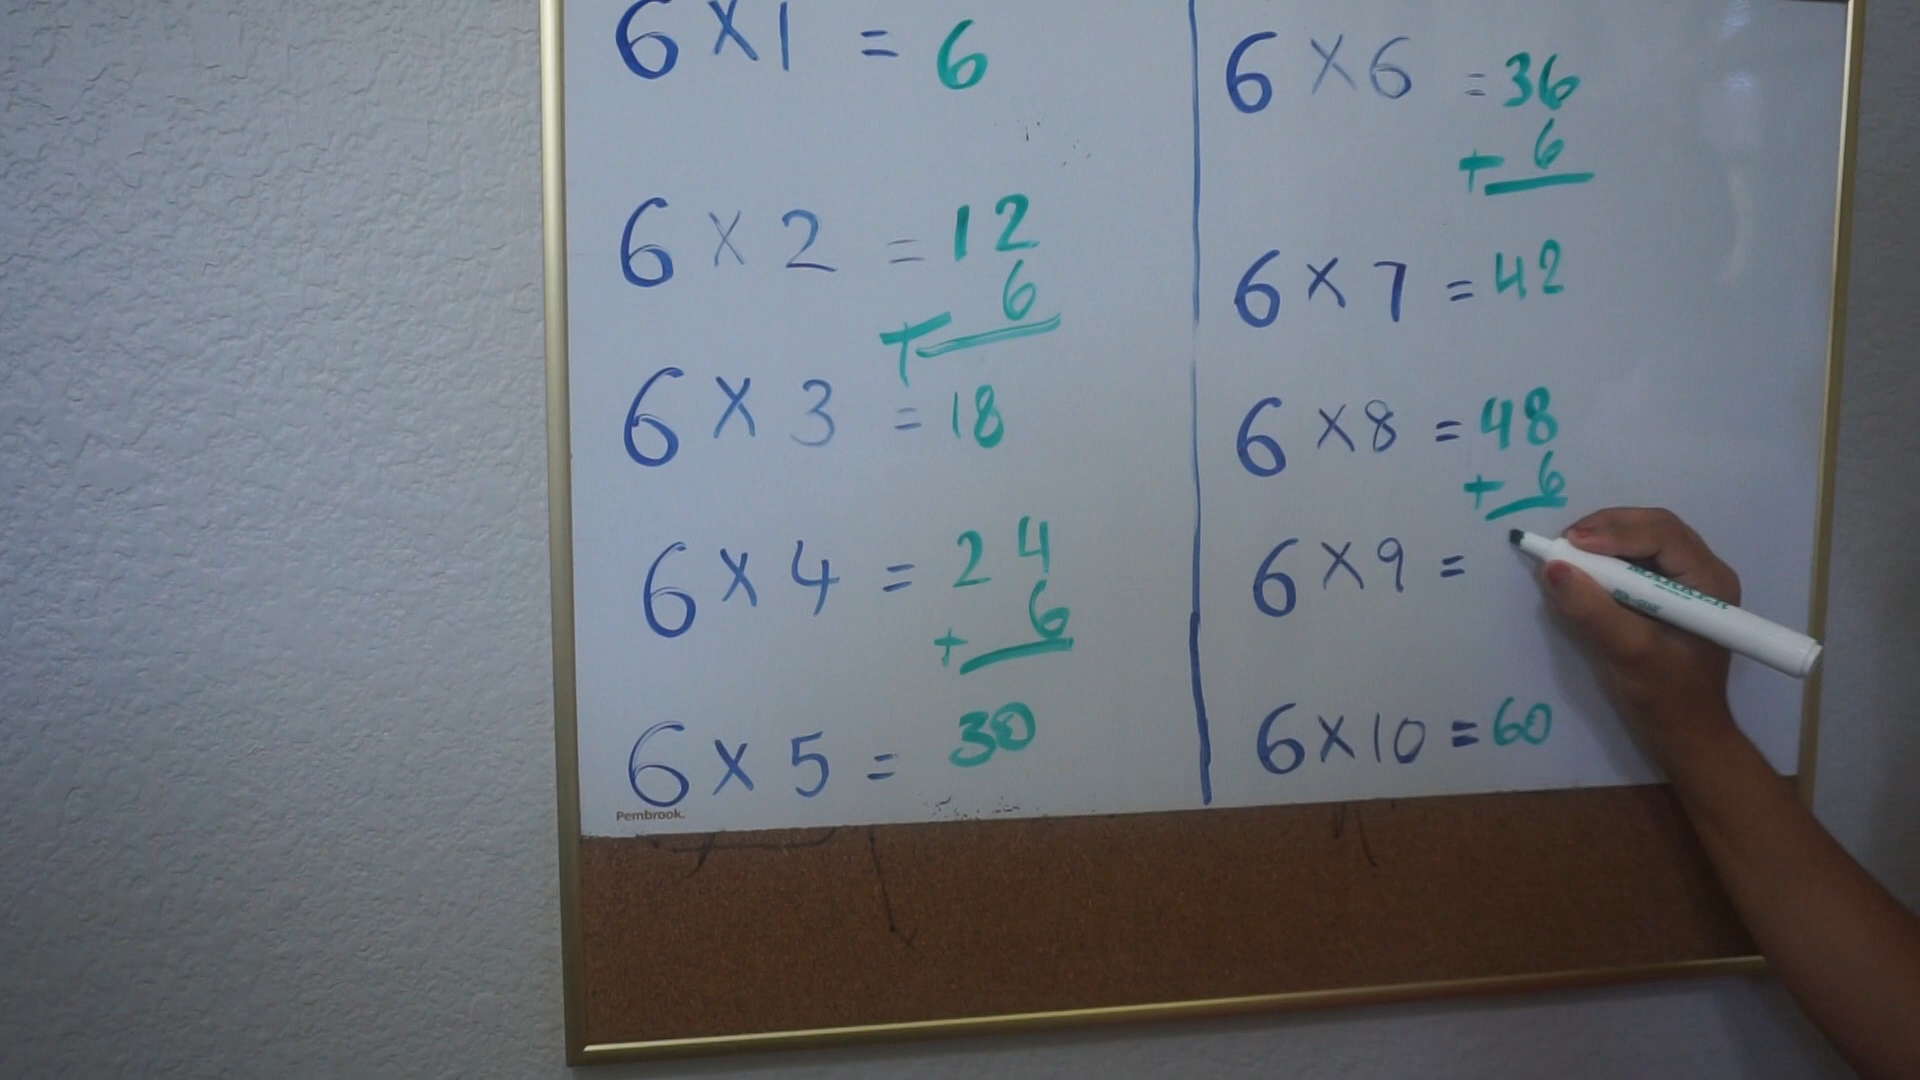 6 × 1 = 6
6 × 2 = 12
+ 6
6 × 3 = 18
6 × 4 = 24
+ 6
6 × 5 = 30
Pembrook.
6 × 6 = 36
+ 6
6 × 7 = 42
6 × 8 = 48
+ 6
6 × 9 =
6 × 10 = 60
MARKER